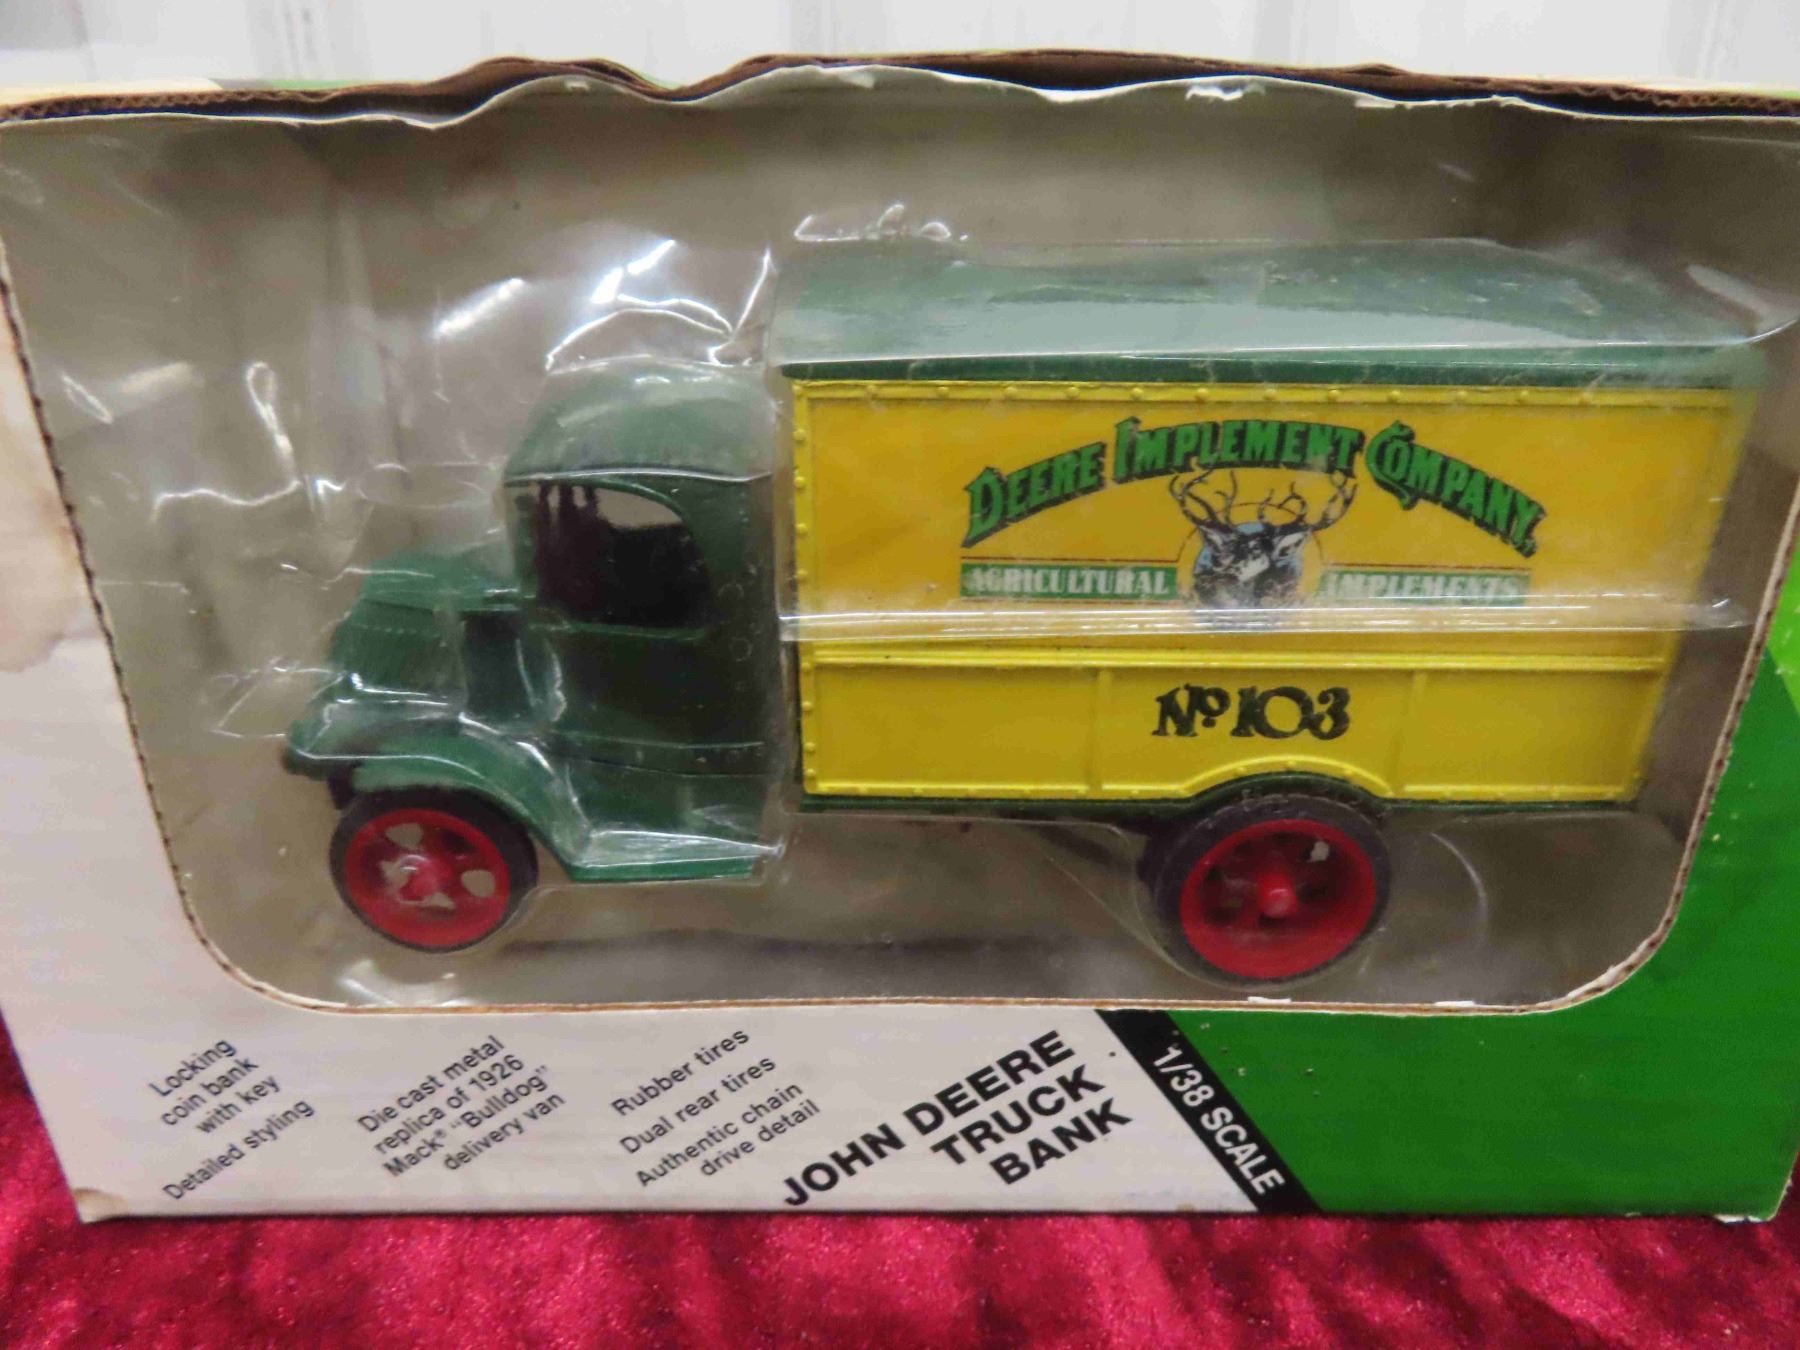 DEERE IMPLEMENT COMPANY,
AGRICULTURAL IMPLEMENTS
No 103
Locking
coin bank
with key
Detailed styling
Die cast metal
replica of 1926
Mack® "Bulldog"
delivery van
Rubber tires
Dual rear tires
Authentic chain
drive detail
JOHN DEERE
TRUCK
BANK
1/38 SCALE